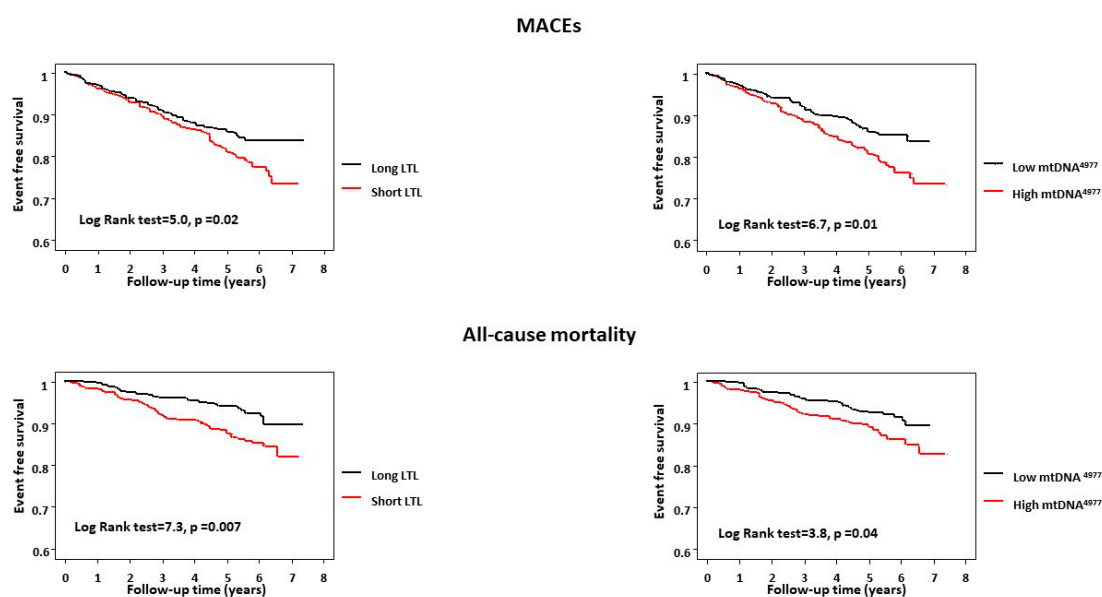 MACEs
Event free survival
1
0.9
0.8
0.7
0.6
Log Rank test=5.0, p =0.02
0 1 2 3 4 5 6 7 8
Follow-up time (years)
Long LTL
Short LTL
Event free survival
1
0.9
0.8
0.7
0.6
Log Rank test=6.7, p =0.01
0 1 2 3 4 5 6 7 8
Follow-up time (years)
Low mtDNA⁴⁹⁷⁷
High mtDNA⁴⁹⁷⁷
All-cause mortality
Event free survival
1
0.9
0.8
0.7
0.6
Log Rank test=7.3, p =0.007
0 1 2 3 4 5 6 7 8
Follow-up time (years)
Long LTL
Short LTL
Event free survival
1
0.9
0.8
0.7
0.6
Log Rank test=3.8, p =0.04
0 1 2 3 4 5 6 7 8
Follow-up time (years)
Low mtDNA ⁴⁹⁷⁷
High mtDNA⁴⁹⁷⁷